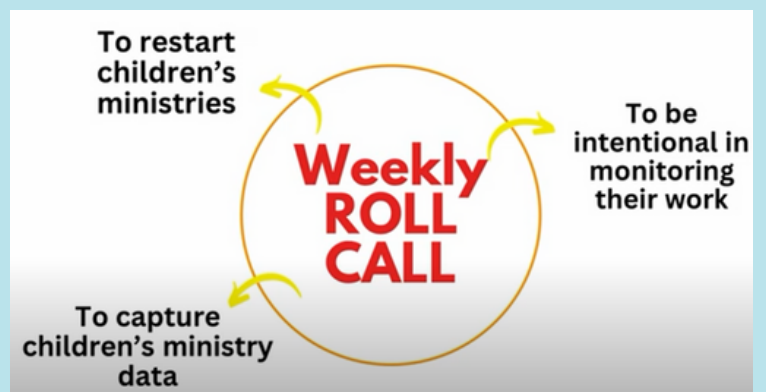 To restart
children's
ministries
Weekly
ROLL
CALL
To be
intentional in
monitoring
their work
To capture
children's ministry
data